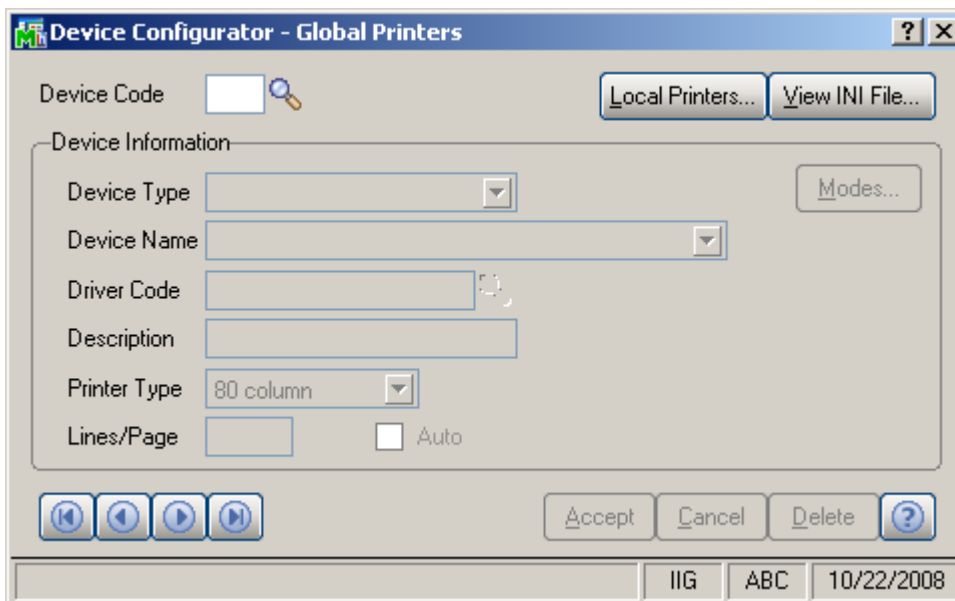 Device Configurator - Global Printers
Device Code Local Printers... View INI File...
Device Information
Device Type Modes...
Device Name
Driver Code
Description
Printer Type 80 column
Lines/Page Auto
Accept Cancel Delete
IIG ABC 10/22/2008